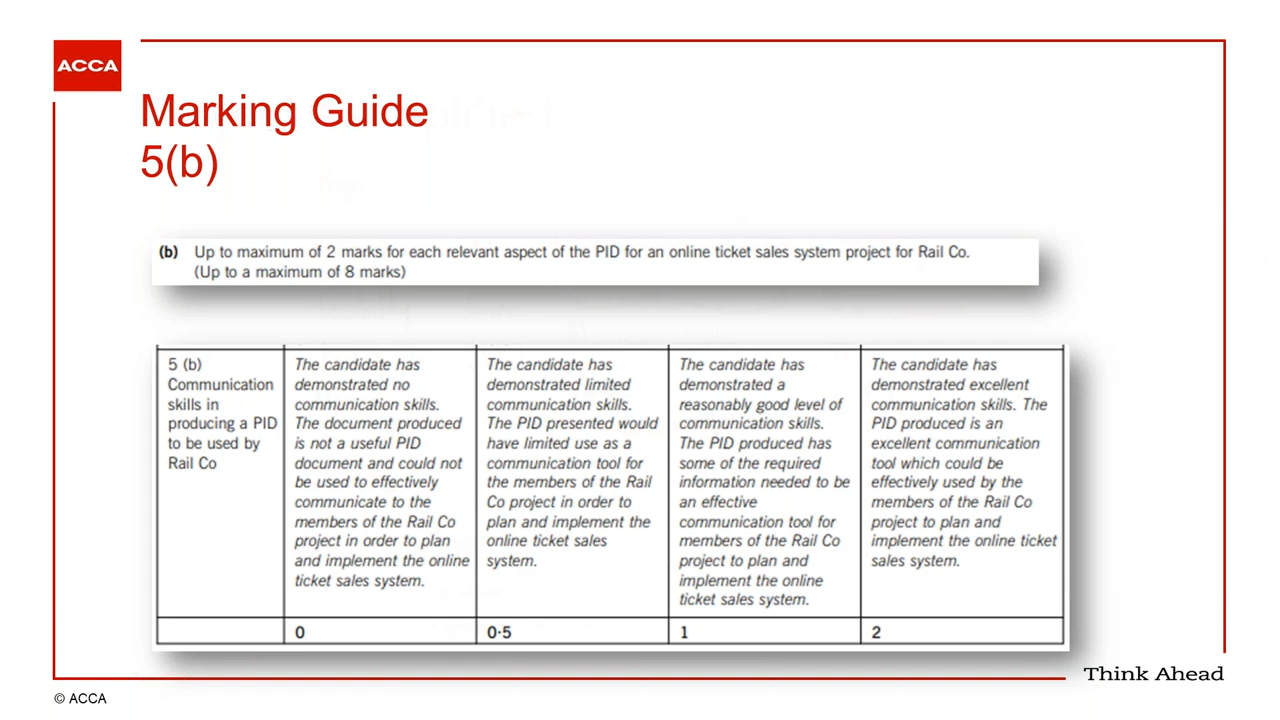 ACCA
Marking Guide
5(b)
(b) Up to maximum of 2 marks for each relevant aspect of the PID for an online ticket sales system project for Rail Co.
(Up to a maximum of 8 marks)
5 (b)
Communication
skills in
producing a PID
to be used by
Rail Co
The candidate has
demonstrated no
communication skills.
The document produced
is not a useful PID
document and could not
be used to effectively
communicate to the
members of the Rail Co
project in order to plan
and implement the online
ticket sales system.
The candidate has
demonstrated limited
communication skills.
The PID presented would
have limited use as a
communication tool for
the members of the Rail
Co project in order to
plan and implement the
online ticket sales
system.
The candidate has
demonstrated a
reasonably good level of
communication skills.
The PID produced has
some of the required
information needed to be
an effective
communication tool for
members of the Rail Co
project to plan and
implement the online
ticket sales system.
The candidate has
demonstrated excellent
communication skills. The
PID produced is an
excellent communication
tool which could be
effectively used by the
members of the Rail Co
project to plan and
implement the online ticket
sales system.
0
0·5
1
2
Think Ahead
© ACCA